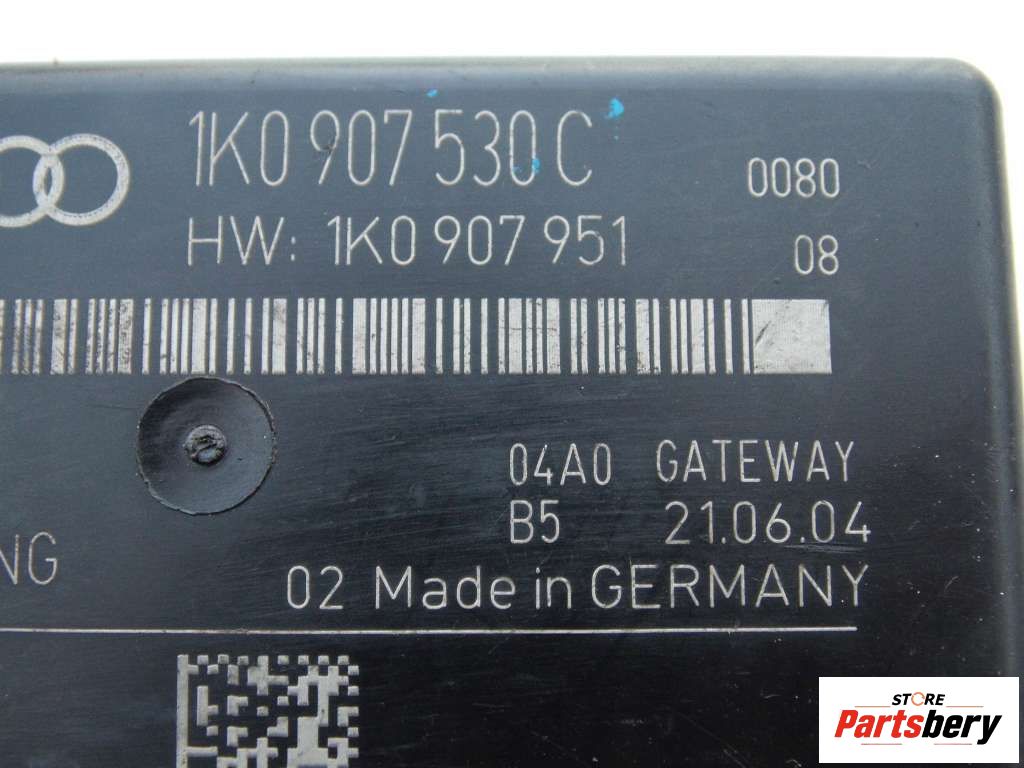 1K0 907 530 C
0080
HW: 1K0 907 951
08
04A0 GATEWAY
B5 21.06.04
NG
02 Made in GERMANY
STORE
Partsbery